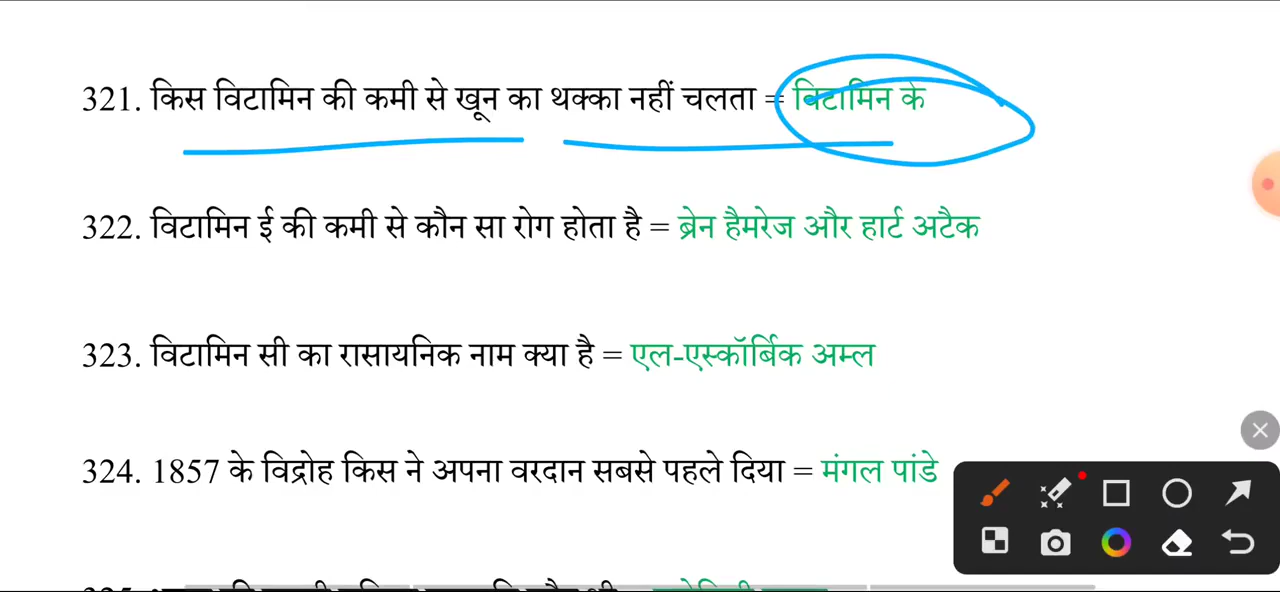 321. किस विटामिन की कमी से खून का थक्का नहीं चलता = विटामिन के
322. विटामिन ई की कमी से कौन सा रोग होता है = ब्रेन हैमरेज और हार्ट अटैक
323. विटामिन सी का रासायनिक नाम क्या है = एल-एस्कॉर्बिक अम्ल
324. 1857 के विद्रोह किस ने अपना वरदान सबसे पहले दिया = मंगल पांडे